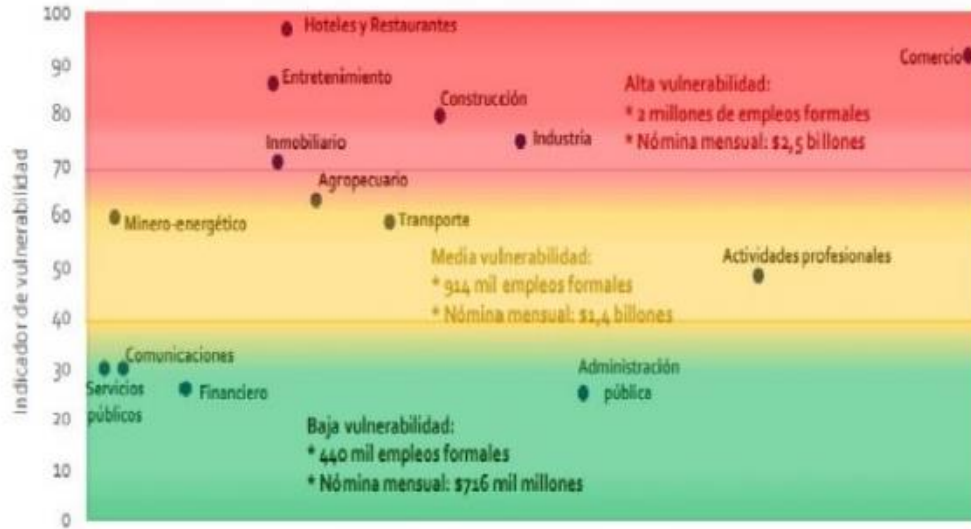 Indicador de vulnerabilidad
100
90
80
70
60
50
40
30
20
10
0
Hoteles y Restaurantes
Comercio
Entretenimiento
Alta vulnerabilidad:
* 2 millones de empleos formales
* Nómina mensual: $2,5 billones
Construcción
Industria
Inmobiliario
Agropecuario
Minero-energético
Transporte
Media vulnerabilidad:
* 914 mil empleos formales
* Nómina mensual: $1,4 billones
Actividades profesionales
Comunicaciones
Servicios
públicos
Financiero
Administración
pública
Baja vulnerabilidad:
* 440 mil empleos formales
* Nómina mensual: $716 mil millones